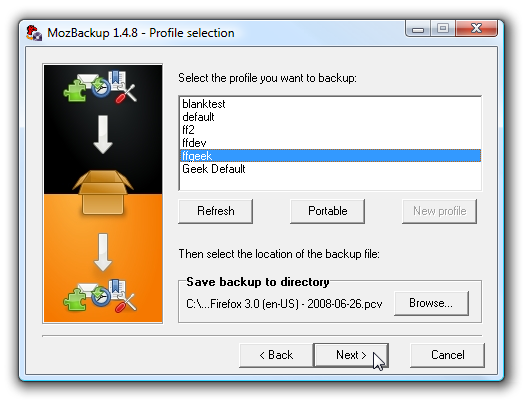 MozBackup 1.4.8 - Profile selection
Select the profile you want to backup:
blanktest
default
ff2
ffdev
ffgeek
Geek Default
Refresh
Portable
New profile
Then select the location of the backup file:
Save backup to directory
C:\...Firefox 3.0 (en-US) - 2008-06-26.pcv
Browse...
< Back
Next >
Cancel